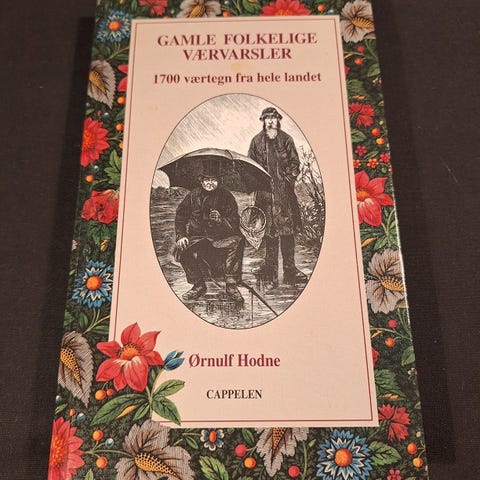 GAMLE FOLKELIGE
VÆRVARSLER
1700 værtegn fra hele landet
Ørnulf Hodne
CAPPELEN